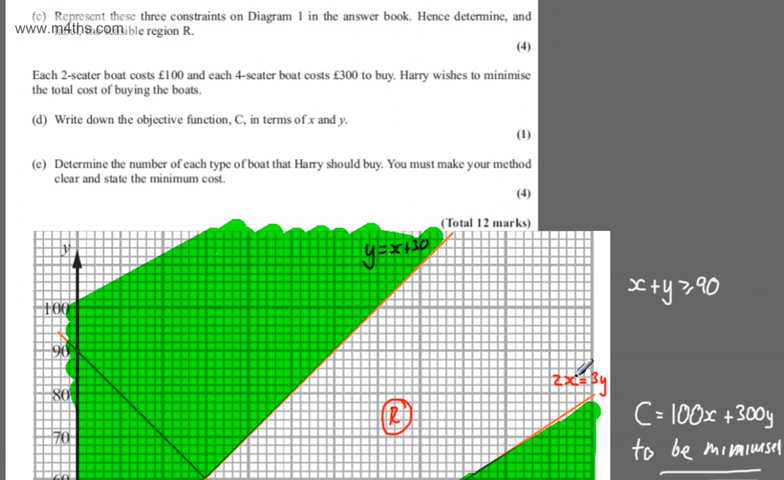 (c) Represent these three constraints on Diagram 1 in the answer book. Hence determine, and
www.m4ths.com
region R.
(4)
Each 2-seater boat costs £100 and each 4-seater boat costs £300 to buy. Harry wishes to minimise
the total cost of buying the boats.
(d) Write down the objective function, C, in terms of x and y.
(1)
(e) Determine the number of each type of boat that Harry should buy. You must make your method
clear and state the minimum cost.
(4)
(Total 12 marks)
y
y=x+30
x+y≥90
100
90
2x=3y
80
R
C=100x+300y
70
to be minimised
60